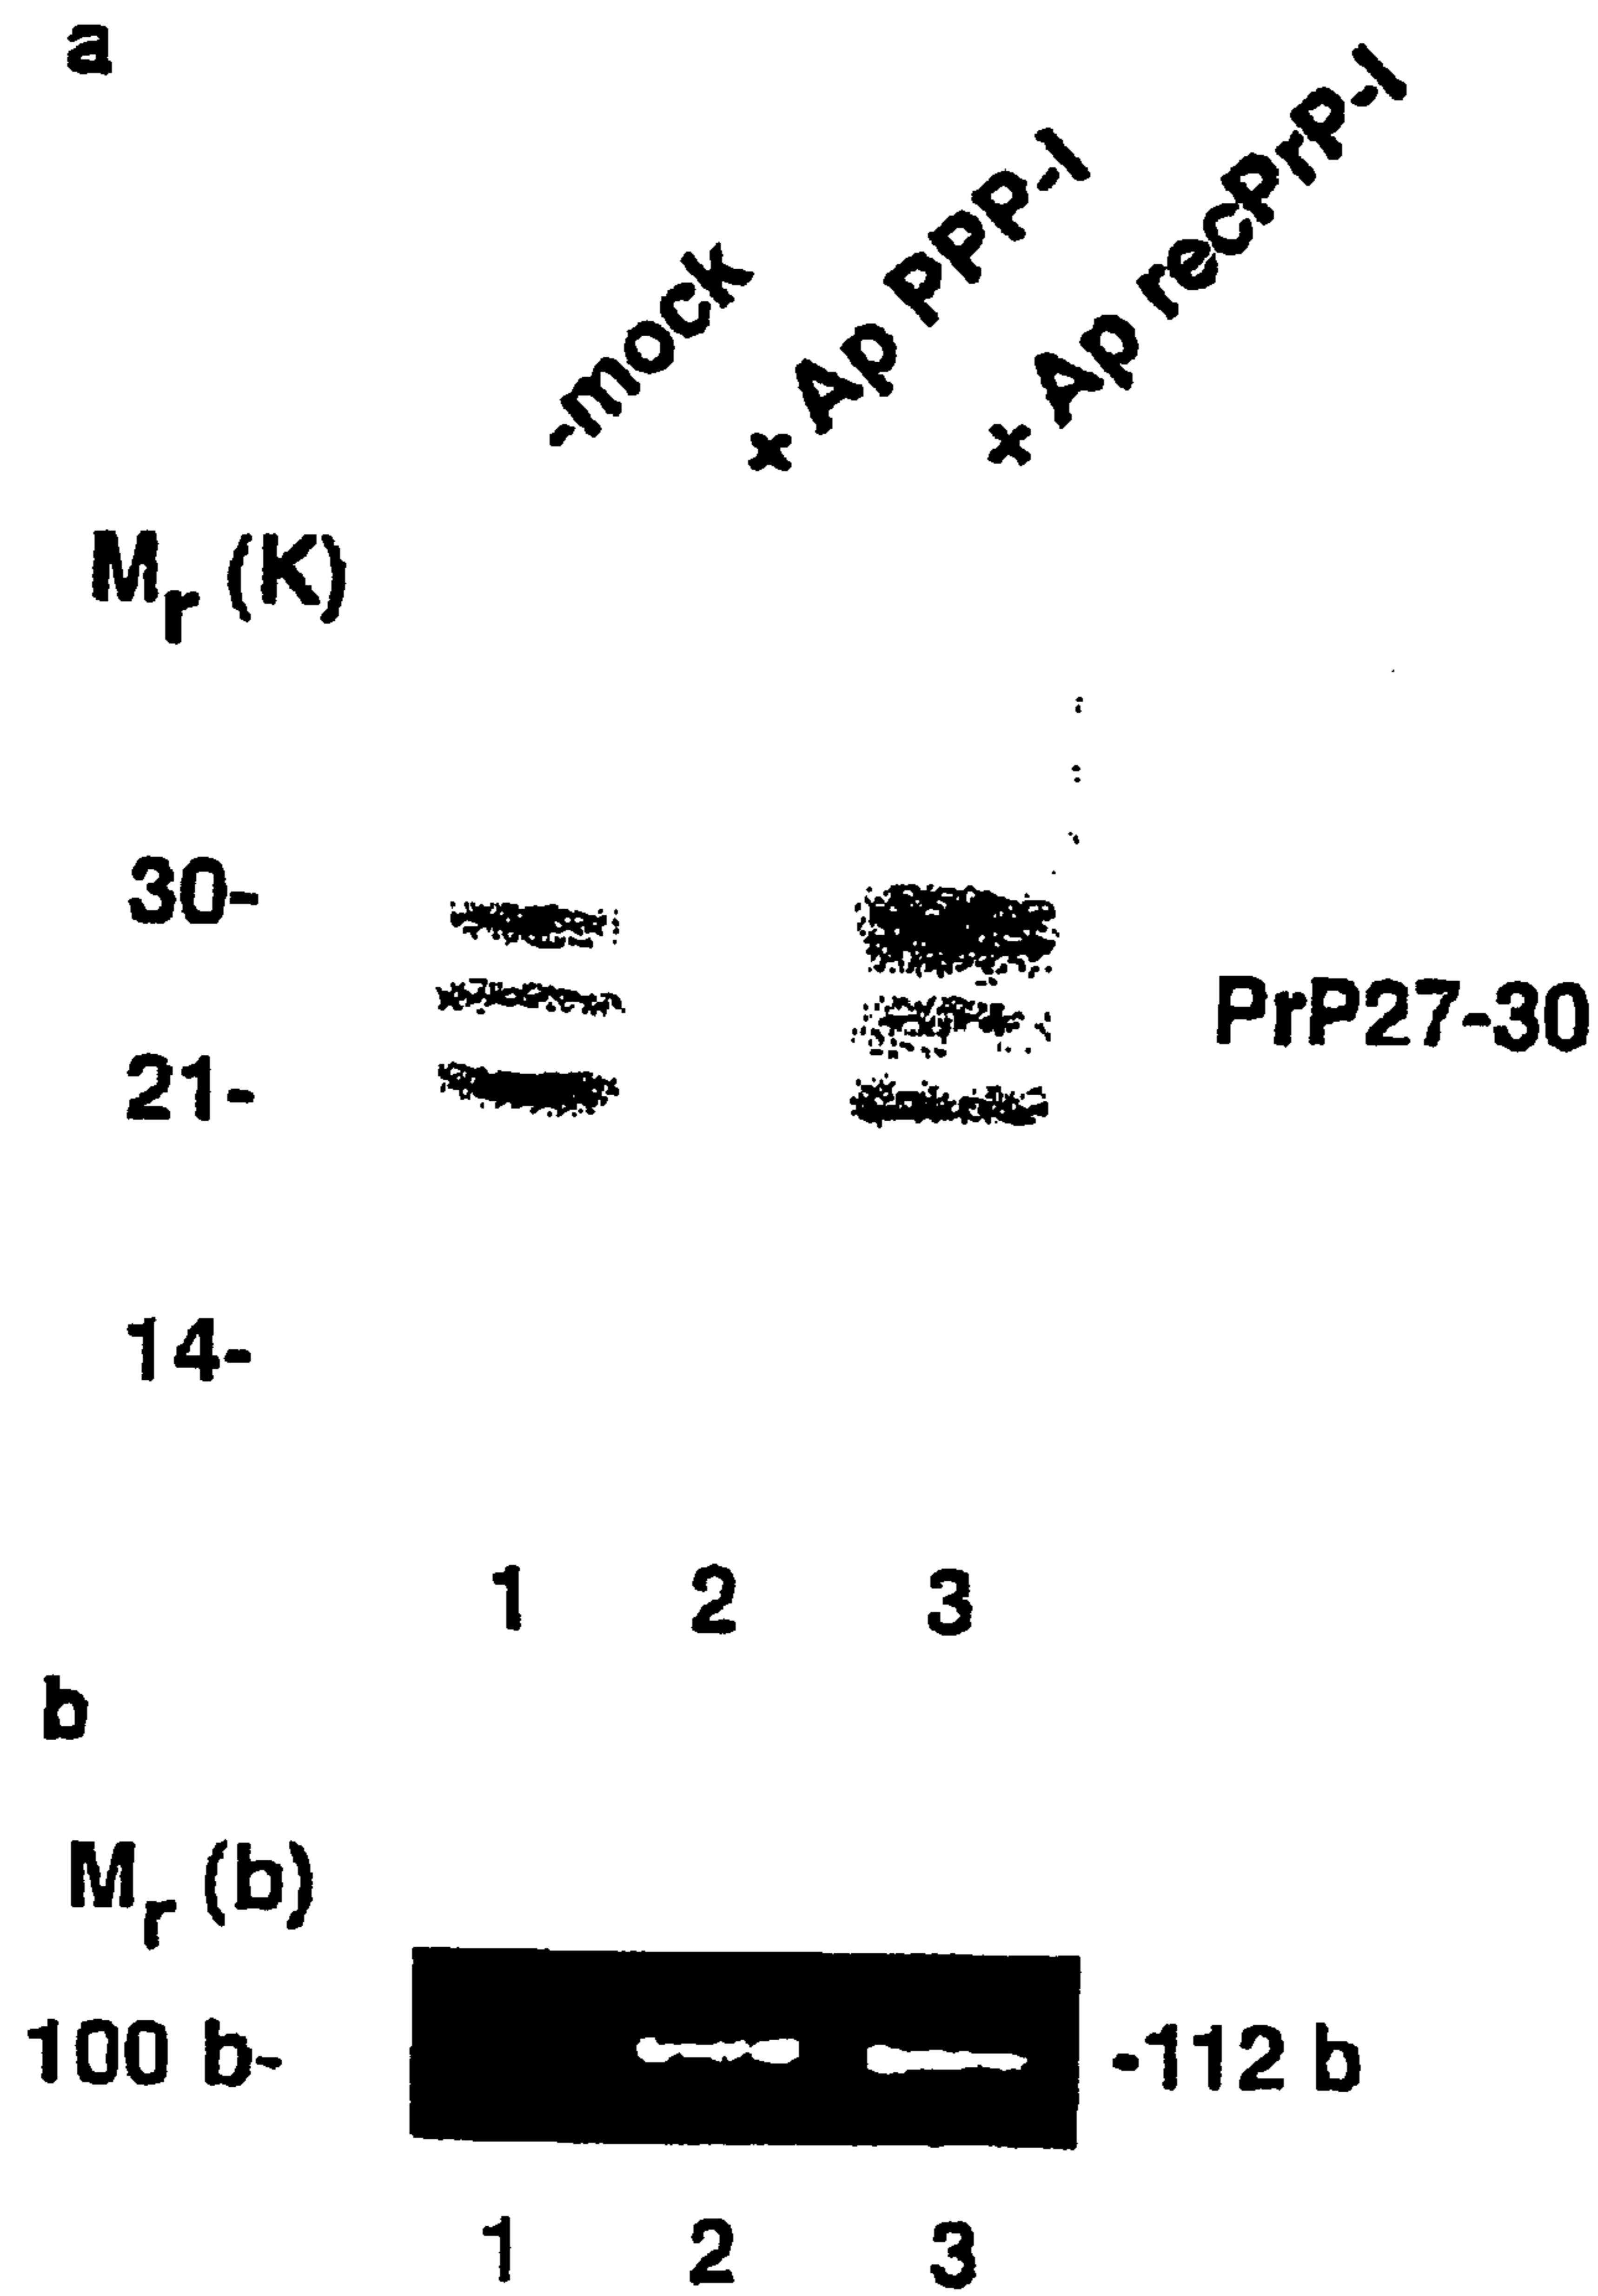 a
-mock
+ Ap PPP-I
+ Ap recPrP-I
Mr (K)
30-
21-
PrP27-30
14-
1 2 3
b
Mr (b)
100 b-
-112 b
1 2 3